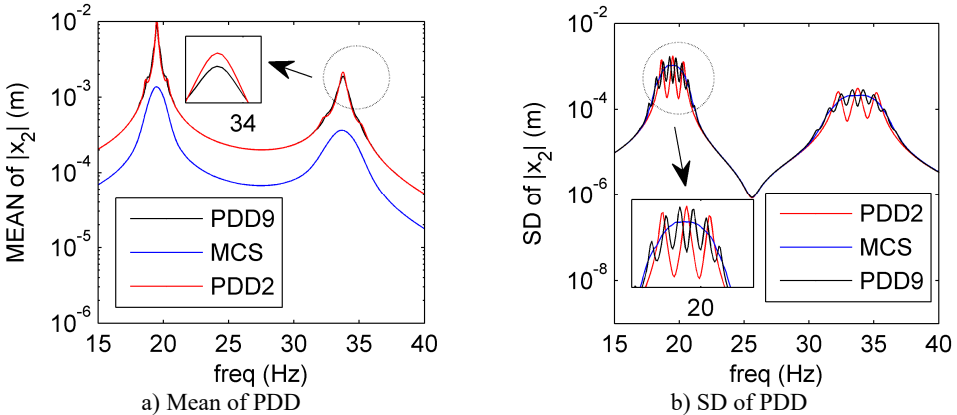 10^-2
10^-3
10^-4
10^-5
10^-6
MEAN of |x_2| (m)
34
PDD9
MCS
PDD2
15 20 25 30 35 40
freq (Hz)
a) Mean of PDD
10^-2
10^-4
10^-6
10^-8
SD of |x_2| (m)
20
PDD2
MCS
PDD9
15 20 25 30 35 40
freq (Hz)
b) SD of PDD